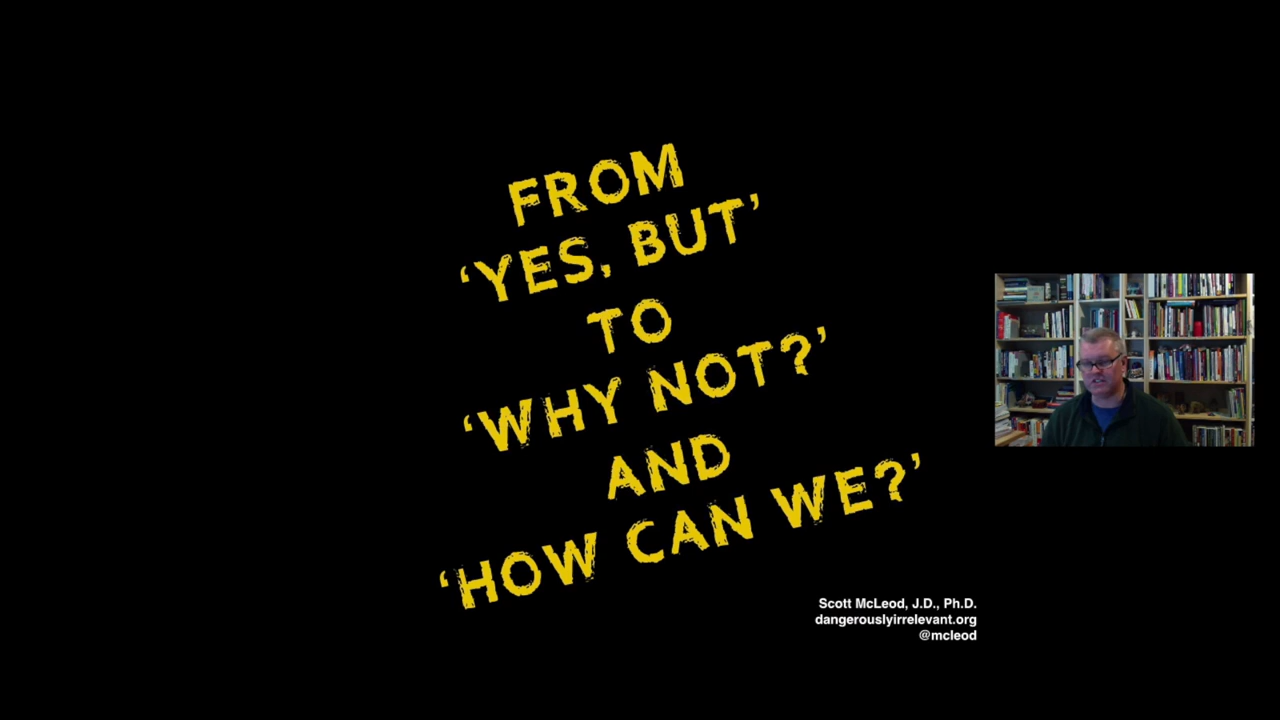 FROM
‘YES, BUT’
TO
‘WHY NOT?’
AND
‘HOW CAN WE?’
Scott McLeod, J.D., Ph.D.
dangerouslyirrelevant.org
@mcleod